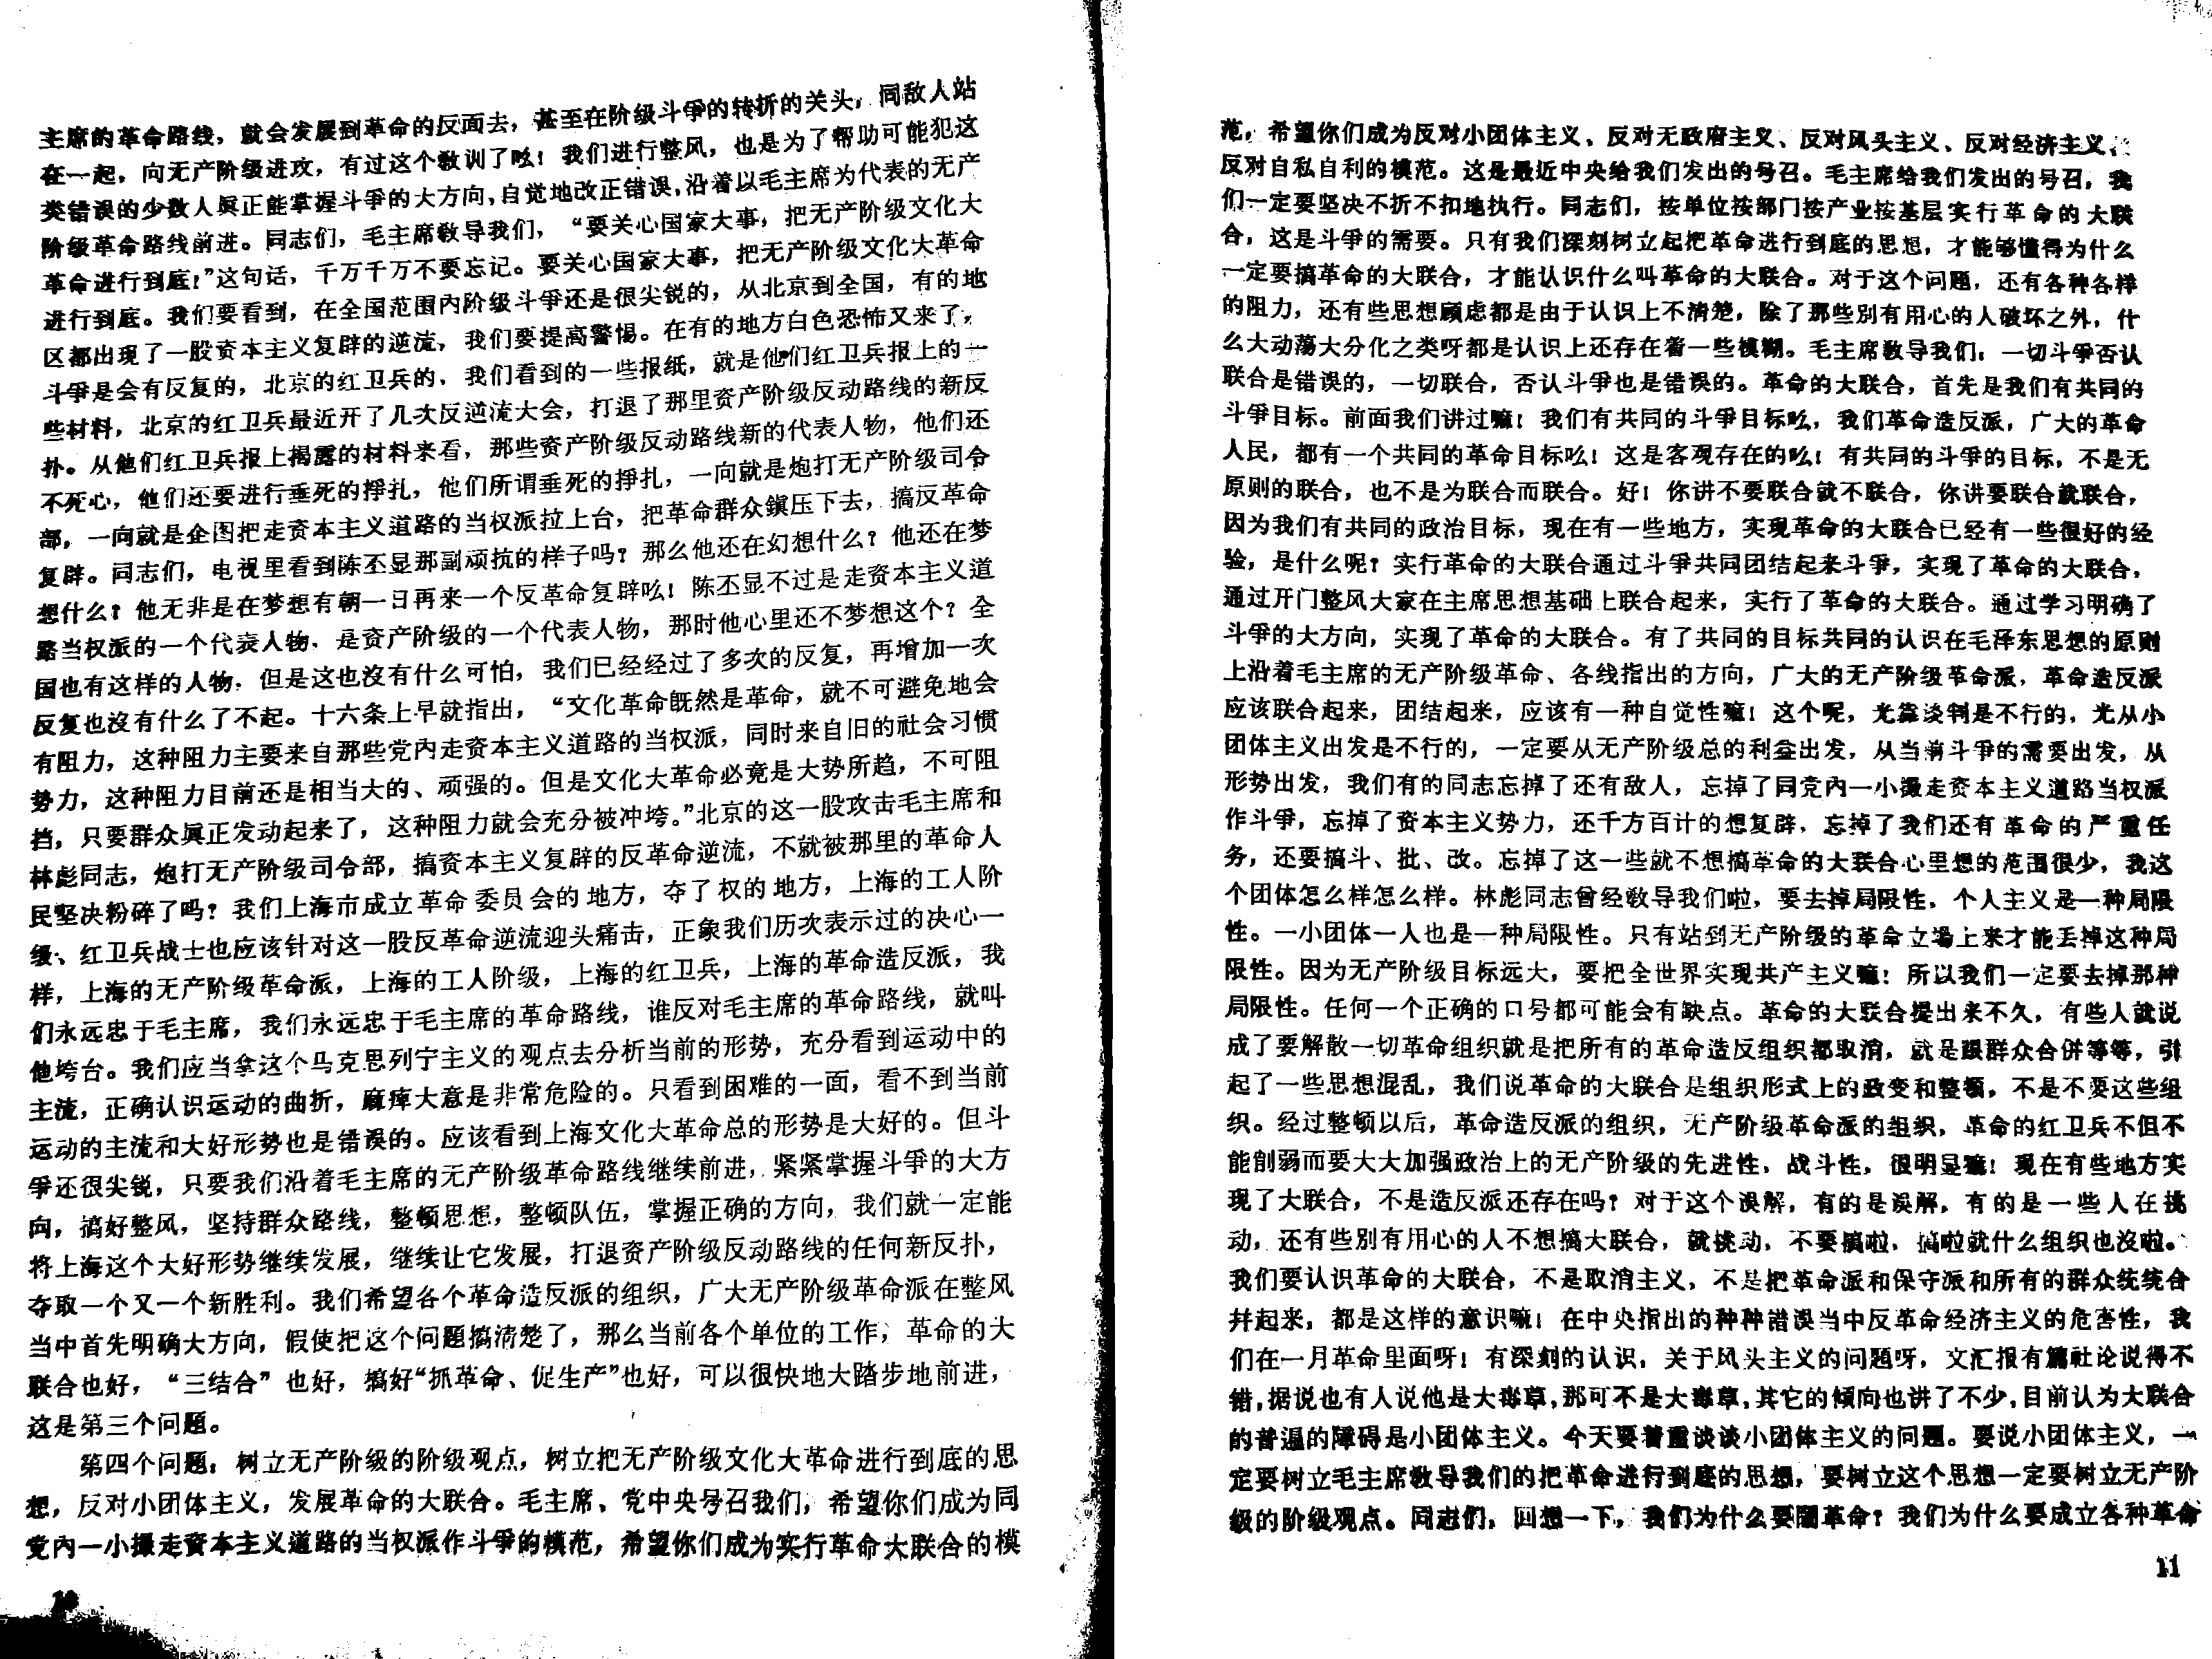 主席的革命路线，就会发展到革命的反面去，甚至在阶级斗爭的转折的关头，同敌人站
在一起，向无产阶级进攻，有过这个敎训了吆！我们进行整风，也是为了帮助可能犯这
类错误的少数人眞正能掌握斗爭的大方向，自觉地改正错误，沿着以毛主席为代表的无产
阶级革命路线前进。同志们，毛主席敎导我们，“要关心国家大事，把无产阶级文化大
革命进行到底！”这句话，千万千万不要忘记。要关心国家大事，把无产阶级文化大革命
进行到底。我们要看到，在全国范围內阶级斗爭还是很尖锐的，从北京到全国，有的地
区都出现了一股资本主义复辟的逆流，我们要提高警惕。在有的地方白色恐怖又来了，
斗爭是会有反复的，北京的红卫兵的，我们看到的一些报纸，就是他们红卫兵报上的一
些材料，北京的红卫兵最近开了几次反逆流大会，打退了那里资产阶级反动路线的新反
扑。从他们红卫兵报上揭露的材料来看，那些资产阶级反动路线新的代表人物，他们还
不死心，他们还要进行垂死的掙扎，他们所谓垂死的掙扎，一向就是炮打无产阶级司令
部，一向就是企图把走资本主义道路的当权派拉上台，把革命群众鎭压下去，搞反革命
复辟。同志们，电视里看到陈丕显那副顽抗的样子吗？那么他还在幻想什么？他还在梦
想什么？他无非是在梦想有朝一日再来一个反革命复辟吆！陈丕显不过是走资本主义道
路当权派的一个代表人物，是资产阶级的一个代表人物，那时他心里还不梦想这个？全
国也有这样的人物，但是这也沒有什么可怕，我们已经经过了多次的反复，再增加一次
反复也沒有什么了不起。十六条上早就指出，“文化革命旣然是革命，就不可避免地会
有阻力，这种阻力主要来自那些党內走资本主义道路的当权派，同时来自旧的社会习惯
势力，这种阻力目前还是相当大的、顽强的。但是文化大革命必竟是大势所趋，不可阻
挡，只要群众眞正发动起来了，这种阻力就会充分被冲垮。”北京的这一股攻击毛主席和
林彪同志，炮打无产阶级司令部，搞资本主义复辟的反革命逆流，不就被那里的革命人
民坚决粉碎了吗？我们上海市成立革命委员会的地方，夺了权的地方，上海的工人阶
级、红卫兵战士也应该针对这一股反革命逆流迎头痛击，正象我们历次表示过的决心一
样，上海的无产阶级革命派，上海的工人阶级，上海的红卫兵，上海的革命造反派，我
们永远忠于毛主席，我们永远忠于毛主席的革命路线，谁反对毛主席的革命路线，就叫
他垮台。我们应当拿这个马克思列宁主义的观点去分析当前的形势，充分看到运动中的
主流，正确认识运动的曲折，麻痺大意是非常危险的。只看到困难的一面，看不到当前
运动的主流和大好形势也是错误的。应该看到上海文化大革命总的形势是大好的。但斗
爭还很尖锐，只要我们沿着毛主席的无产阶级革命路线继续前进，紧紧掌握斗爭的大方
向，搞好整风，坚持群众路线，整顿思想，整顿队伍，掌握正确的方向，我们就一定能
将上海这个大好形势继续发展，继续让它发展，打退资产阶级反动路线的任何新反扑，
夺取一个又一个新胜利。我们希望各个革命造反派的组织，广大无产阶级革命派在整风
当中首先明确大方向，假使把这个问题搞清楚了，那么当前各个单位的工作，革命的大
联合也好，“三结合”也好，搞好“抓革命、促生产”也好，可以很快地大踏步地前进，
这是第三个问题。
第四个问题：树立无产阶级的阶级观点，树立把无产阶级文化大革命进行到底的思
想，反对小团体主义，发展革命的大联合。毛主席、党中央号召我们，希望你们成为同
党內一小撮走资本主义道路的当权派作斗爭的模范，希望你们成为实行革命大联合的模
10
范，希望你们成为反对小团体主义、反对无政府主义、反对风头主义、反对经济主义、
反对自私自利的模范。这是最近中央给我们发出的号召。毛主席给我们发出的号召，我
们一定要坚决不折不扣地执行。同志们，按单位按部门按产业按基层实行革命的大联
合，这是斗爭的需要。只有我们深刻树立起把革命进行到底的思想，才能够懂得为什么
一定要搞革命的大联合，才能认识什么叫革命的大联合。对于这个问题，还有各种各样
的阻力，还有些思想顾虑都是由于认识上不清楚，除了那些别有用心的人破坏之外，什
么大动荡大分化之类呀都是认识上还存在着一些模糊。毛主席敎导我们：一切斗爭否认
联合是错误的，一切联合，否认斗爭也是错误的。革命的大联合，首先是我们有共同的
斗爭目标。前面我们讲过嘛！我们有共同的斗爭目标吆，我们革命造反派，广大的革命
人民，都有一个共同的革命目标吆！这是客观存在的吆！有共同的斗爭的目标，不是无
原则的联合，也不是为联合而联合。好！你讲不要联合就不联合，你讲要联合就联合，
因为我们有共同的政治目标，现在有一些地方，实现革命的大联合已经有一些很好的经
验，是什么呢？实行革命的大联合通过斗爭共同团结起来斗爭，实现了革命的大联合，
通过开门整风大家在主席思想基础上联合起来，实行了革命的大联合。通过学习明确了
斗爭的大方向，实现了革命的大联合。有了共同的目标共同的认识在毛泽东思想的原则
上沿着毛主席的无产阶级革命、各线指出的方向，广大的无产阶级革命派，革命造反派
应该联合起来，团结起来，应该有一种自觉性嘛！这个呢，光靠谈判是不行的，光从小
团体主义出发是不行的，一定要从无产阶级总的利益出发，从当前斗爭的需要出发，从
形势出发，我们有的同志忘掉了还有敌人，忘掉了同党內一小撮走资本主义道路当权派
作斗爭，忘掉了资本主义势力，还千方百计的想复辟，忘掉了我们还有革命的严重任
务，还要搞斗、批、改。忘掉了这一些就不想搞革命的大联合心里想的范围很少，我这
个团体怎么样怎么样。林彪同志曾经敎导我们啦，要去掉局限性，个人主义是一种局限
性。一小团体一人也是一种局限性。只有站到无产阶级的革命立場上来才能丢掉这种局
限性。因为无产阶级目标远大，要把全世界实现共产主义嘛！所以我们一定要去掉那种
局限性。任何一个正确的口号都可能会有缺点。革命的大联合提出来不久，有些人就说
成了要解散一切革命组织就是把所有的革命造反组织都取消，就是跟群众合併等等，引
起了一些思想混乱，我们说革命的大联合是组织形式上的改变和整顿，不是不要这些组
织。经过整顿以后，革命造反派的组织，无产阶级革命派的组织，革命的红卫兵不但不
能削弱而要大大加强政治上的无产阶级的先进性，战斗性，很明显嘛！现在有些地方实
现了大联合，不是造反派还存在吗？对于这个误解，有的是误解，有的是一些人在挑
动，还有些别有用心的人不想搞大联合，就挑动，不要搞啦，搞啦就什么组织也沒啦。
我们要认识革命的大联合，不是取消主义，不是把革命派和保守派和所有的群众统统合
幷起来，都是这样的意识嘛！在中央指出的种种错误当中反革命经济主义的危害性，我
们在一月革命里面呀！有深刻的认识，关于风头主义的问题呀，文汇报有篇社论说得不
错，据说也有人说他是大毒草，那可不是大毒草，其它的倾向也讲了不少，目前认为大联合
的普遍的障碍是小团体主义。今天要着重谈谈小团体主义的问题。要说小团体主义，一
定要树立毛主席敎导我们的把革命进行到底的思想，要树立这个思想一定要树立无产阶
级的阶级观点。同志们，回想一下，我们为什么要闹革命？我们为什么要成立各种革命
11